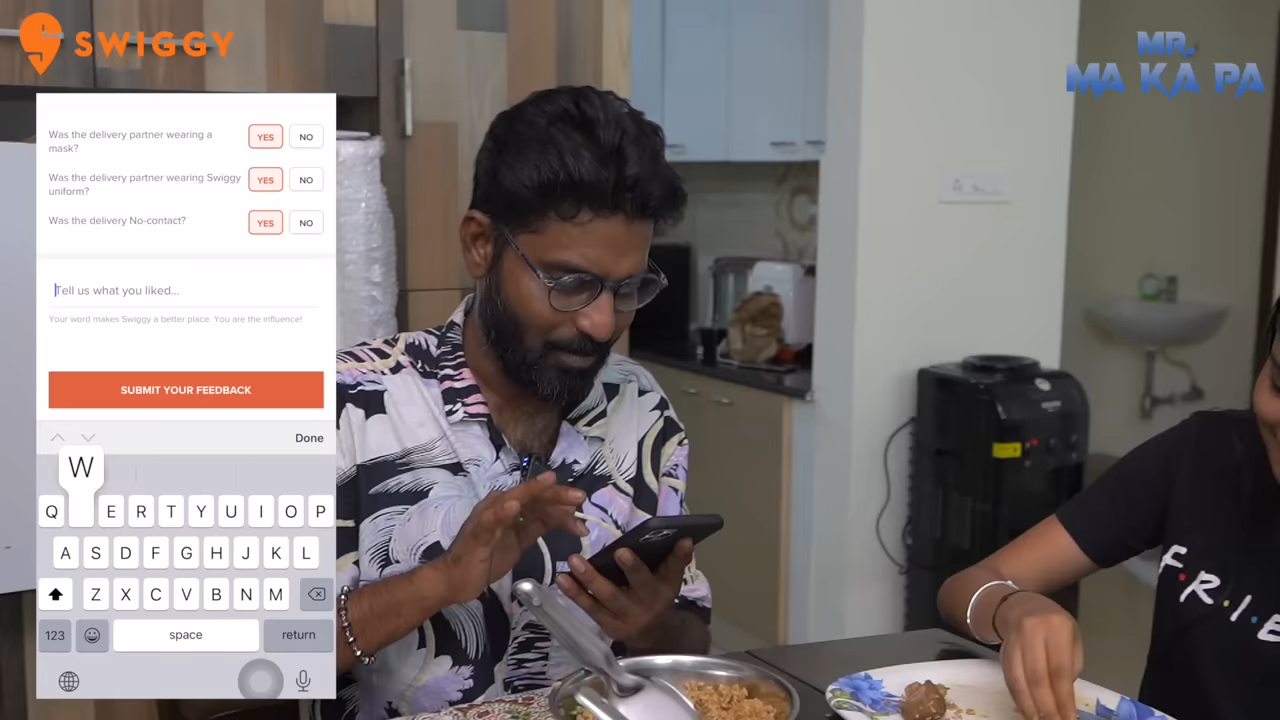 SWIGGY
MR.
MA KA PA
Was the delivery partner wearing a
mask?
YES NO
Was the delivery partner wearing Swiggy
uniform?
YES NO
Was the delivery No-contact?
YES NO
Tell us what you liked...
Your word makes Swiggy a better place. You are the influence!
SUBMIT YOUR FEEDBACK
Done
W
Q E R T Y U I O P
A S D F G H J K L
Z X C V B N M
123 space return
F.R.I.E